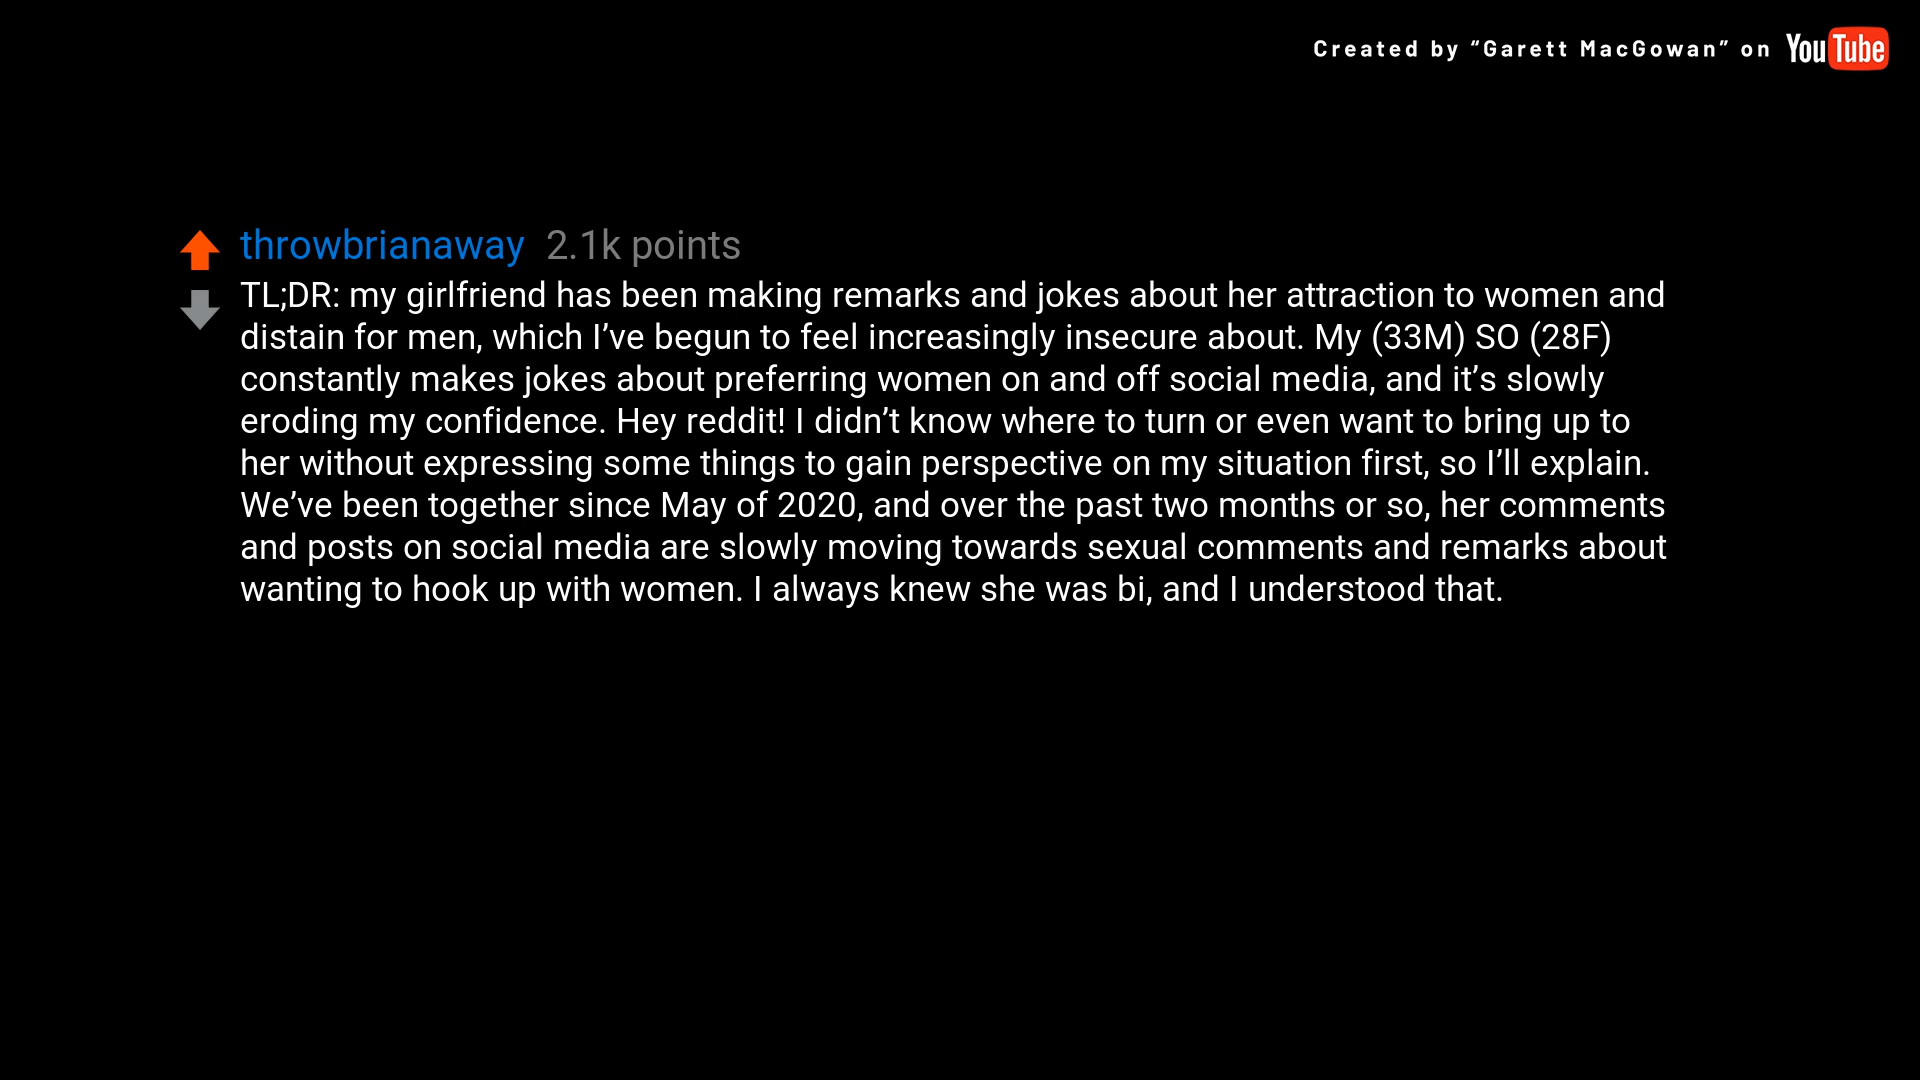 Created by “Garett MacGowan” on YouTube
throwbrianaway 2.1k points
TL;DR: my girlfriend has been making remarks and jokes about her attraction to women and
distain for men, which I’ve begun to feel increasingly insecure about. My (33M) SO (28F)
constantly makes jokes about preferring women on and off social media, and it’s slowly
eroding my confidence. Hey reddit! I didn’t know where to turn or even want to bring up to
her without expressing some things to gain perspective on my situation first, so I’ll explain.
We’ve been together since May of 2020, and over the past two months or so, her comments
and posts on social media are slowly moving towards sexual comments and remarks about
wanting to hook up with women. I always knew she was bi, and I understood that.